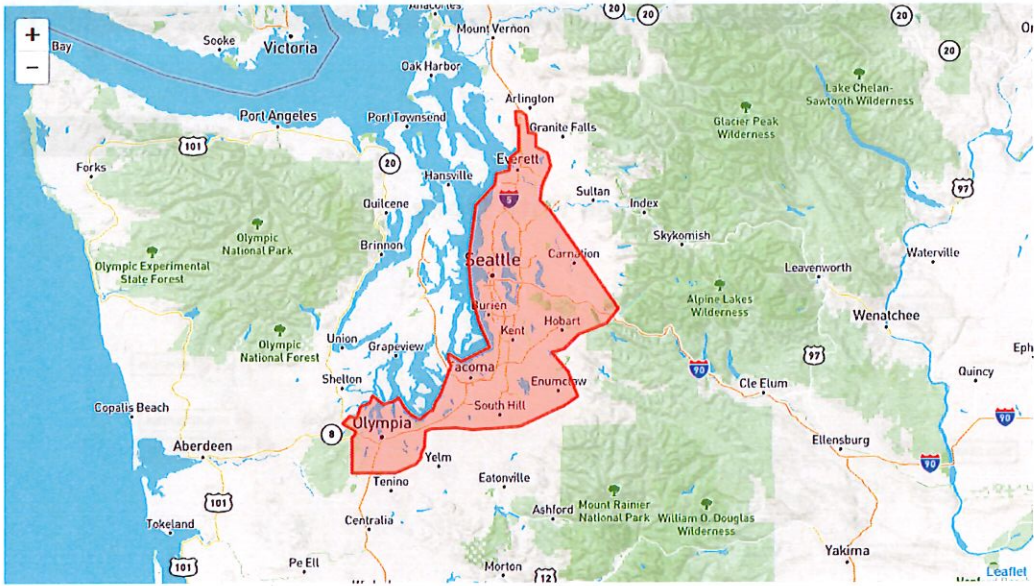 Anacortes
20
20
20
Mount Vernon
Sooke
Victoria
+
Bay
−
Oak Harbor
Lake Chelan-
Sawtooth Wilderness
Arlington
Glacier Peak
Wilderness
Port Angeles
Port Townsend
Granite Falls
101
Forks
20
Everett
Hansville
Sultan
97
5
Index
Quilcene
Olympic
National Park
Skykomish
Brinnon
Waterville
Seattle
Carnation
Leavenworth
Olympic Experimental
State Forest
Alpine Lakes
Wilderness
Burien
Wenatchee
Hobart
Kent
Olympic
National Forest
Union
Grapeview
97
Eph
Tacoma
90
Quincy
Shelton
Enumclaw
Cle Elum
Copalis Beach
South Hill
90
Olympia
8
Aberdeen
Ellensburg
Yelm
90
Tenino
Eatonville
101
Mount Rainier
National Park
William O. Douglas
Wilderness
Ashford
Tokeland
Centralia
Yakima
Pe Ell
101
Morton
12
Leaflet